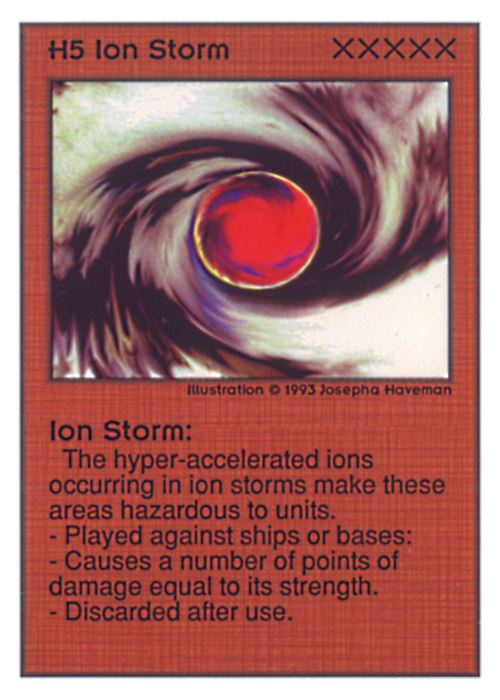 H5 Ion Storm XXXXX
Illustration © 1993 Josepha Haveman
Ion Storm:
The hyper-accelerated ions
occurring in ion storms make these
areas hazardous to units.
- Played against ships or bases:
- Causes a number of points of
damage equal to its strength.
- Discarded after use.